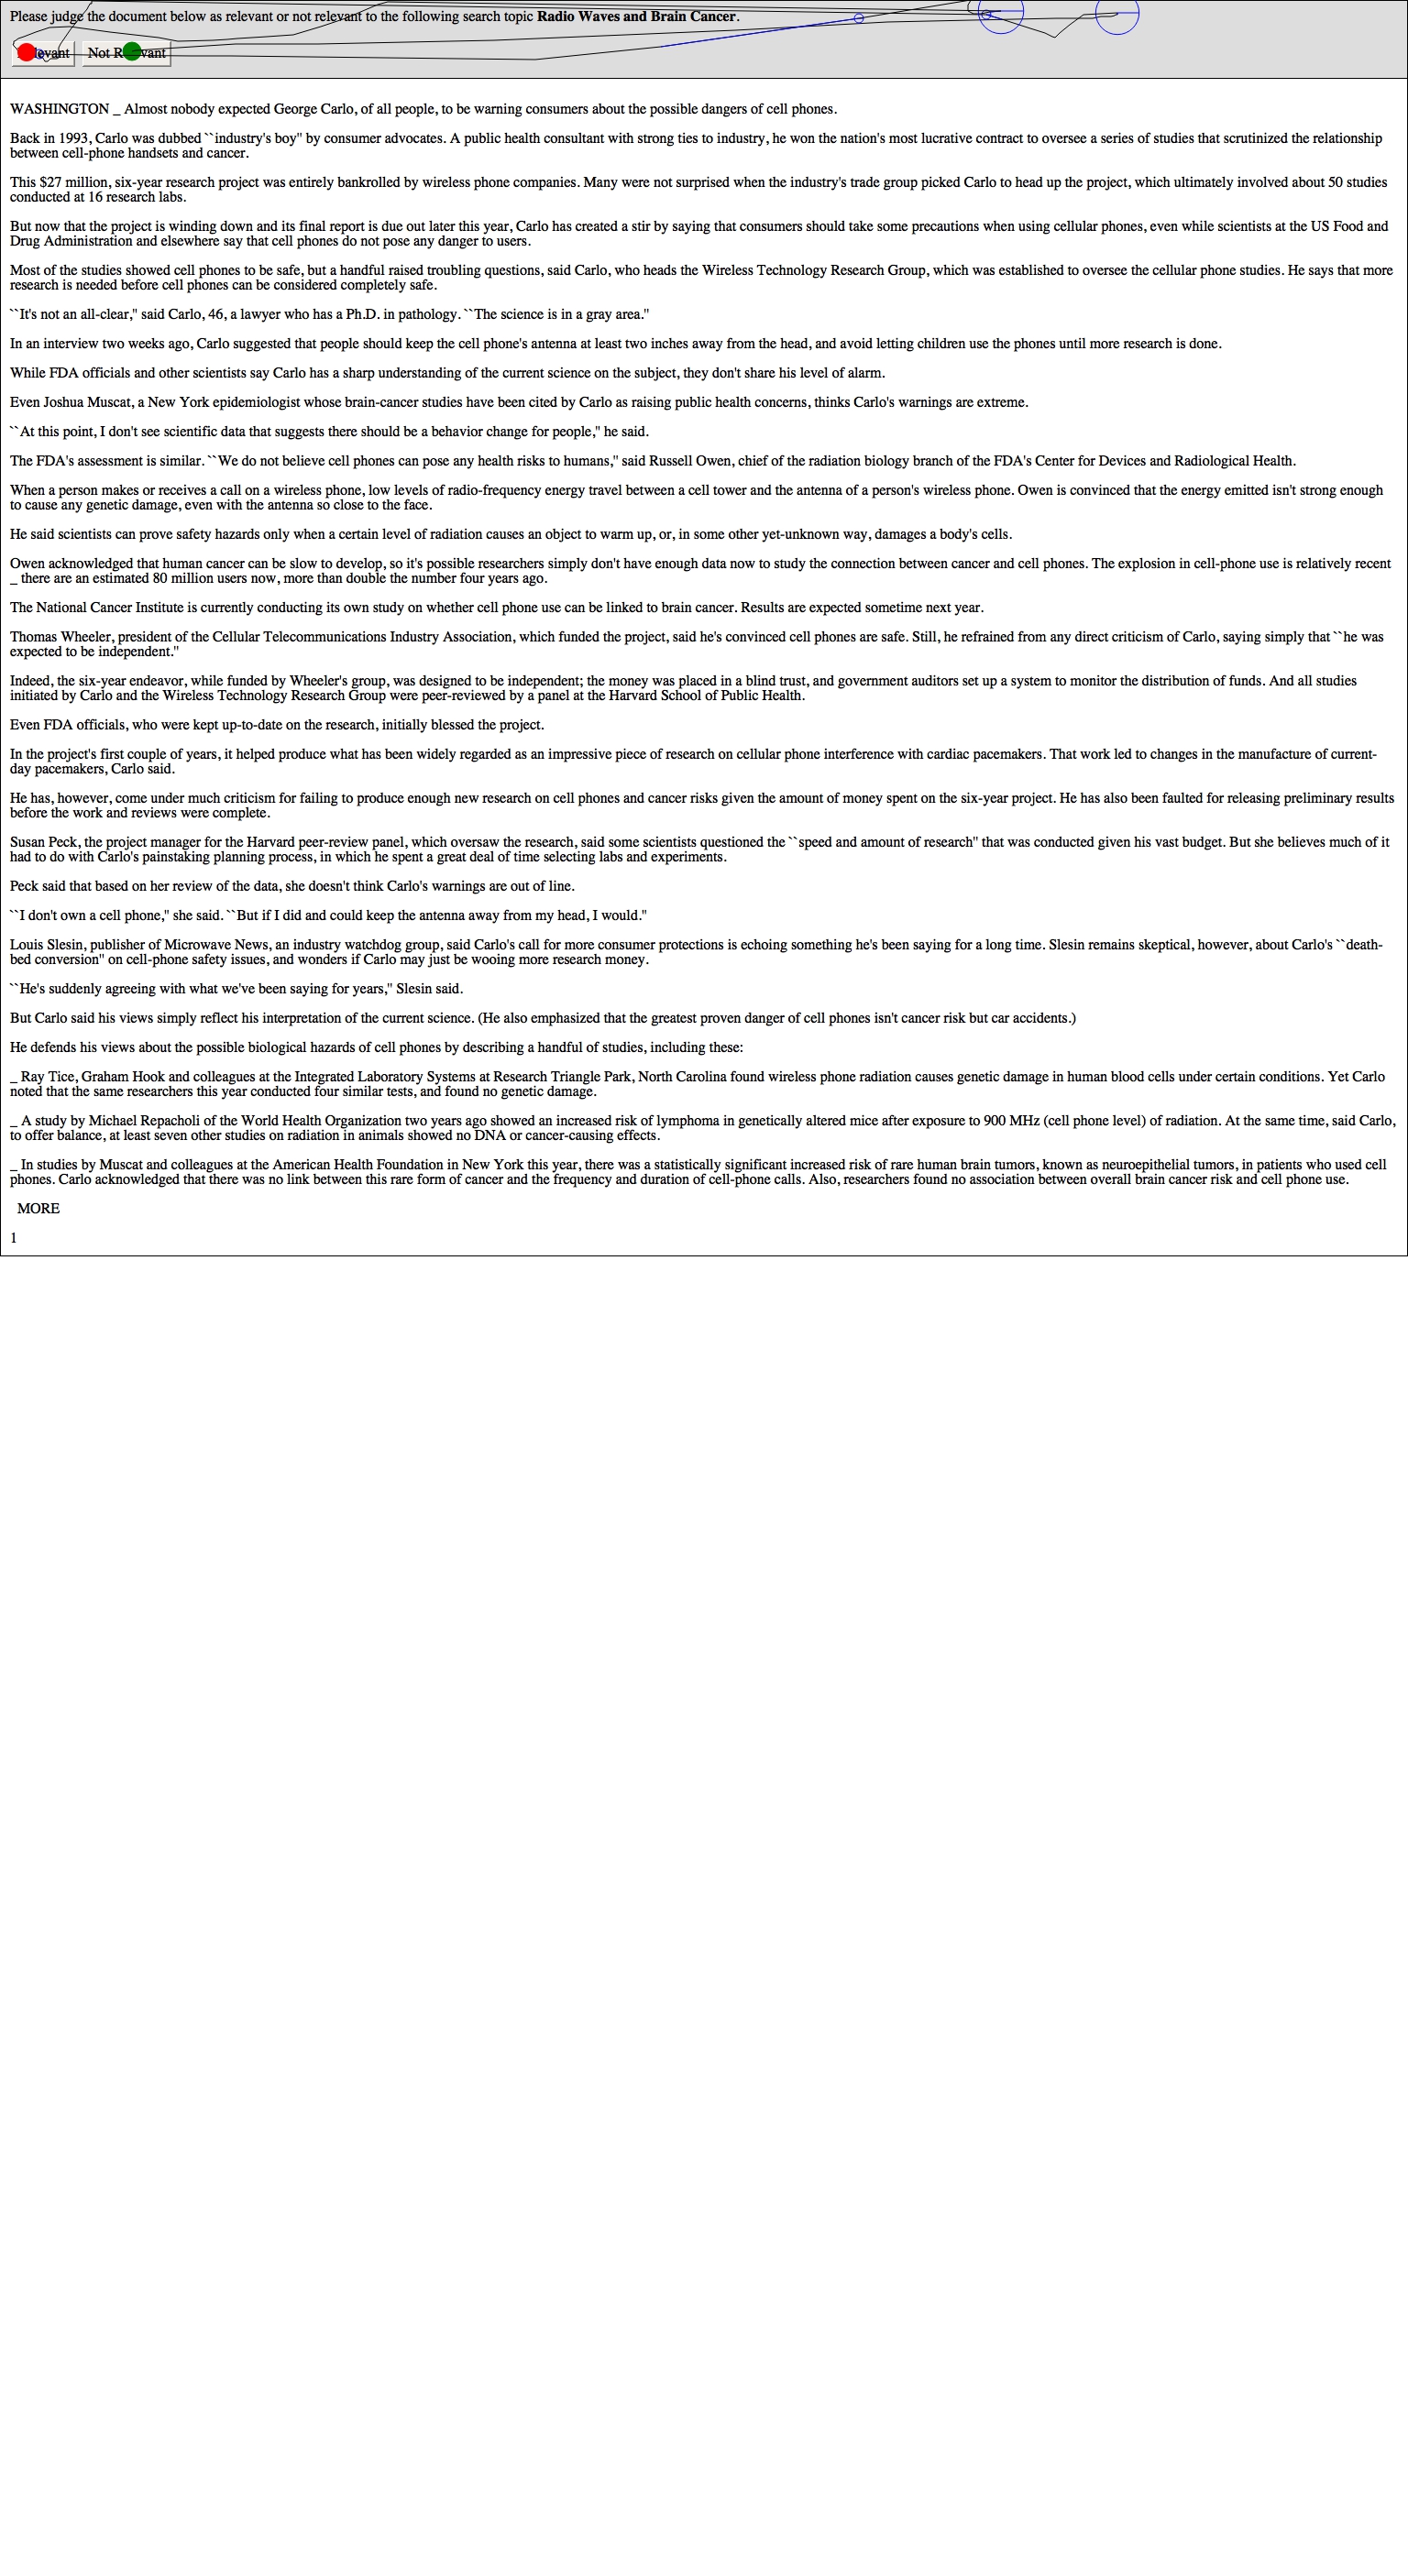 Please judge the document below as relevant or not relevant to the following search topic Radio Waves and Brain Cancer.
Not
WASHINGTON _ Almost nobody expected George Carlo, of all people, to be warning consumers about the possible dangers of cell phones.
Back in 1993, Carlo was dubbed ``industry's boy'' by consumer advocates. A public health consultant with strong ties to industry, he won the nation's most lucrative contract to oversee a series of studies that scrutinized the relationship
between cell-phone handsets and cancer.
This $27 million, six-year research project was entirely bankrolled by wireless phone companies. Many were not surprised when the industry's trade group picked Carlo to head up the project, which ultimately involved about 50 studies
conducted at 16 research labs.
But now that the project is winding down and its final report is due out later this year, Carlo has created a stir by saying that consumers should take some precautions when using cellular phones, even while scientists at the US Food and
Drug Administration and elsewhere say that cell phones do not pose any danger to users.
Most of the studies showed cell phones to be safe, but a handful raised troubling questions, said Carlo, who heads the Wireless Technology Research Group, which was established to oversee the cellular phone studies. He says that more
research is needed before cell phones can be considered completely safe.
``It's not an all-clear,'' said Carlo, 46, a lawyer who has a Ph.D. in pathology. ``The science is in a gray area.''
In an interview two weeks ago, Carlo suggested that people should keep the cell phone's antenna at least two inches away from the head, and avoid letting children use the phones until more research is done.
While FDA officials and other scientists say Carlo has a sharp understanding of the current science on the subject, they don't share his level of alarm.
Even Joshua Muscat, a New York epidemiologist whose brain-cancer studies have been cited by Carlo as raising public health concerns, thinks Carlo's warnings are extreme.
``At this point, I don't see scientific data that suggests there should be a behavior change for people,'' he said.
The FDA's assessment is similar. ``We do not believe cell phones can pose any health risks to humans,'' said Russell Owen, chief of the radiation biology branch of the FDA's Center for Devices and Radiological Health.
When a person makes or receives a call on a wireless phone, low levels of radio-frequency energy travel between a cell tower and the antenna of a person's wireless phone. Owen is convinced that the energy emitted isn't strong enough
to cause any genetic damage, even with the antenna so close to the face.
He said scientists can prove safety hazards only when a certain level of radiation causes an object to warm up, or, in some other yet-unknown way, damages a body's cells.
Owen acknowledged that human cancer can be slow to develop, so it's possible researchers simply don't have enough data now to study the connection between cancer and cell phones. The explosion in cell-phone use is relatively recent
_ there are an estimated 80 million users now, more than double the number four years ago.
The National Cancer Institute is currently conducting its own study on whether cell phone use can be linked to brain cancer. Results are expected sometime next year.
Thomas Wheeler, president of the Cellular Telecommunications Industry Association, which funded the project, said he's convinced cell phones are safe. Still, he refrained from any direct criticism of Carlo, saying simply that ``he was
expected to be independent.''
Indeed, the six-year endeavor, while funded by Wheeler's group, was designed to be independent; the money was placed in a blind trust, and government auditors set up a system to monitor the distribution of funds. And all studies
initiated by Carlo and the Wireless Technology Research Group were peer-reviewed by a panel at the Harvard School of Public Health.
Even FDA officials, who were kept up-to-date on the research, initially blessed the project.
In the project's first couple of years, it helped produce what has been widely regarded as an impressive piece of research on cellular phone interference with cardiac pacemakers. That work led to changes in the manufacture of current-
day pacemakers, Carlo said.
He has, however, come under much criticism for failing to produce enough new research on cell phones and cancer risks given the amount of money spent on the six-year project. He has also been faulted for releasing preliminary results
before the work and reviews were complete.
Susan Peck, the project manager for the Harvard peer-review panel, which oversaw the research, said some scientists questioned the ``speed and amount of research'' that was conducted given his vast budget. But she believes much of it
had to do with Carlo's painstaking planning process, in which he spent a great deal of time selecting labs and experiments.
Peck said that based on her review of the data, she doesn't think Carlo's warnings are out of line.
``I don't own a cell phone,'' she said. ``But if I did and could keep the antenna away from my head, I would.''
Louis Slesin, publisher of Microwave News, an industry watchdog group, said Carlo's call for more consumer protections is echoing something he's been saying for a long time. Slesin remains skeptical, however, about Carlo's ``death-
bed conversion'' on cell-phone safety issues, and wonders if Carlo may just be wooing more research money.
``He's suddenly agreeing with what we've been saying for years,'' Slesin said.
But Carlo said his views simply reflect his interpretation of the current science. (He also emphasized that the greatest proven danger of cell phones isn't cancer risk but car accidents.)
He defends his views about the possible biological hazards of cell phones by describing a handful of studies, including these:
_ Ray Tice, Graham Hook and colleagues at the Integrated Laboratory Systems at Research Triangle Park, North Carolina found wireless phone radiation causes genetic damage in human blood cells under certain conditions. Yet Carlo
noted that the same researchers this year conducted four similar tests, and found no genetic damage.
_ A study by Michael Repacholi of the World Health Organization two years ago showed an increased risk of lymphoma in genetically altered mice after exposure to 900 MHz (cell phone level) of radiation. At the same time, said Carlo,
to offer balance, at least seven other studies on radiation in animals showed no DNA or cancer-causing effects.
_ In studies by Muscat and colleagues at the American Health Foundation in New York this year, there was a statistically significant increased risk of rare human brain tumors, known as neuroepithelial tumors, in patients who used cell
phones. Carlo acknowledged that there was no link between this rare form of cancer and the frequency and duration of cell-phone calls. Also, researchers found no association between overall brain cancer risk and cell phone use.
MORE
1